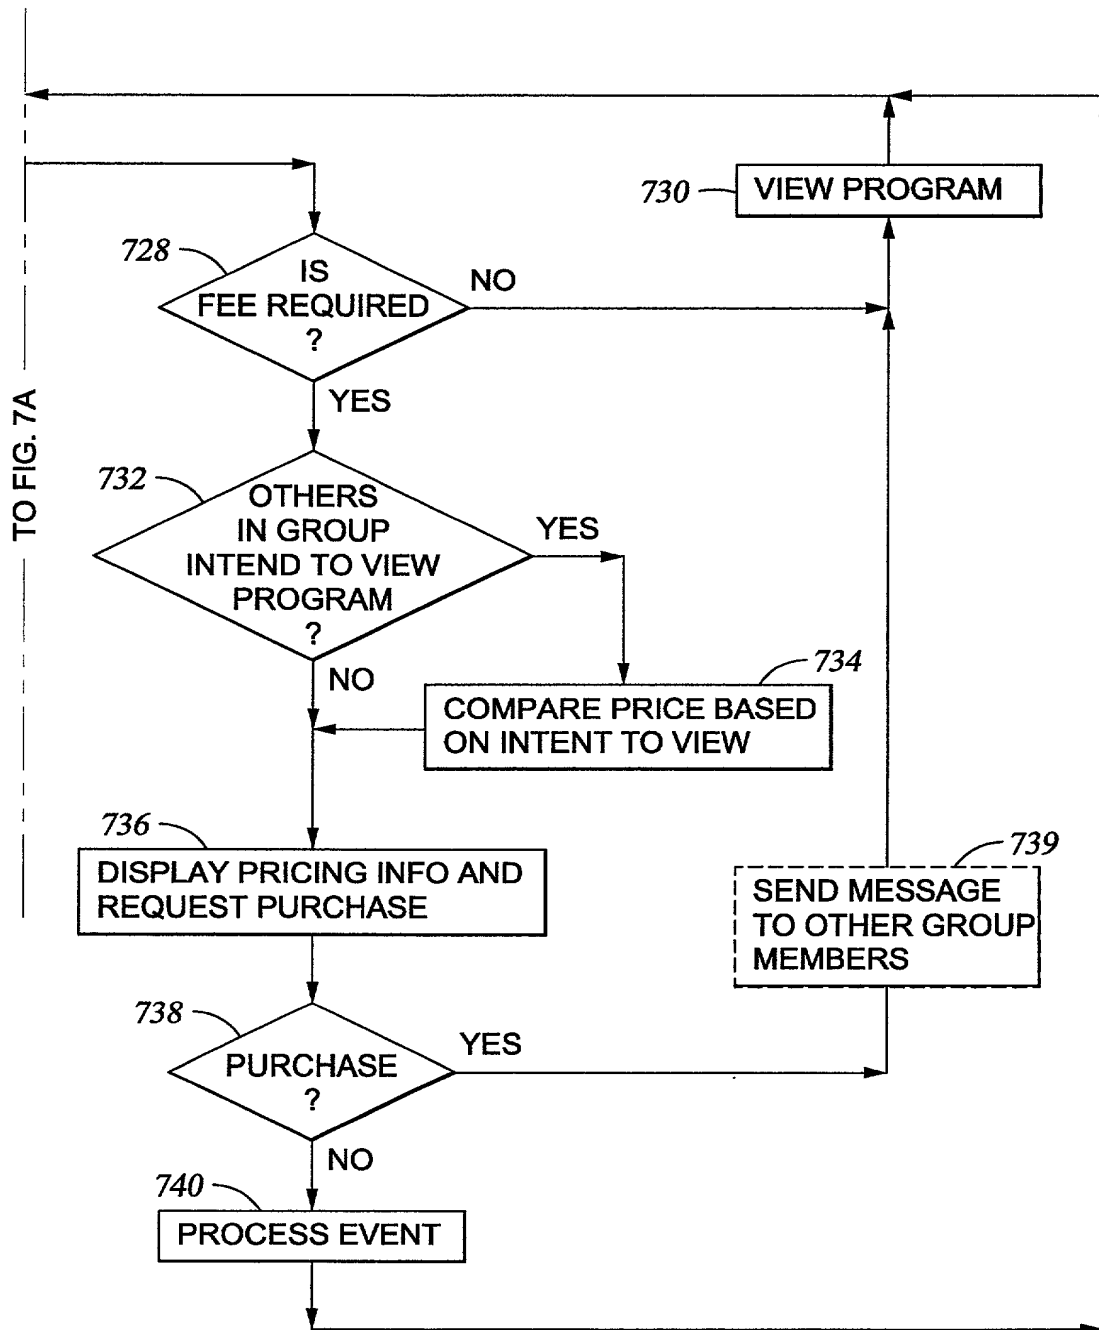 730
VIEW PROGRAM
728
IS
FEE REQUIRED
?
NO
YES
TO FIG. 7A
732
OTHERS
IN GROUP
INTEND TO VIEW
PROGRAM
?
YES
NO
734
COMPARE PRICE BASED
ON INTENT TO VIEW
736
DISPLAY PRICING INFO AND
REQUEST PURCHASE
739
SEND MESSAGE
TO OTHER GROUP
MEMBERS
738
PURCHASE
?
YES
NO
740
PROCESS EVENT